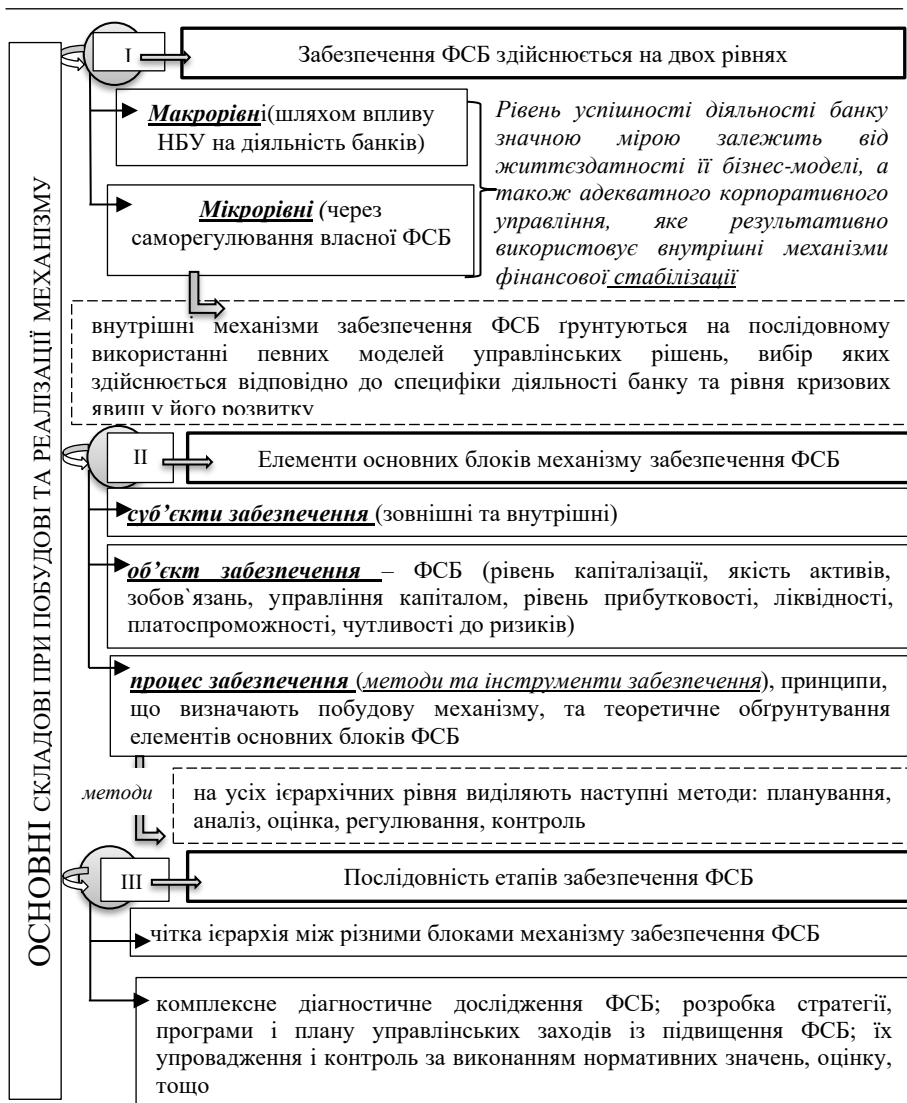 ОСНОВНІ СКЛАДОВІ ПРИ ПОБУДОВІ ТА РЕАЛІЗАЦІЇ МЕХАНІЗМУ
I
Забезпечення ФСБ здійснюється на двох рівнях
Макрорівні(шляхом впливу
НБУ на діяльність банків)
Мікрорівні (через
саморегулювання власної ФСБ
Рівень успішності діяльності банку
значною мірою залежить від
життєздатності її бізнес-моделі, а
також адекватного корпоративного
управління, яке результативно
використовує внутрішні механізми
фінансової стабілізації
внутрішні механізми забезпечення ФСБ ґрунтуються на послідовному
використанні певних моделей управлінських рішень, вибір яких
здійснюється відповідно до специфіки діяльності банку та рівня кризових
явищ у його розвитку
II
Елементи основних блоків механізму забезпечення ФСБ
суб’єкти забезпечення (зовнішні та внутрішні)
об’єкт забезпечення – ФСБ (рівень капіталізації, якість активів,
зобов`язань, управління капіталом, рівень прибутковості, ліквідності,
платоспроможності, чутливості до ризиків)
процес забезпечення (методи та інструменти забезпечення), принципи,
що визначають побудову механізму, та теоретичне обґрунтування
елементів основних блоків ФСБ
методи
на усіх ієрархічних рівня виділяють наступні методи: планування,
аналіз, оцінка, регулювання, контроль
III
Послідовність етапів забезпечення ФСБ
чітка ієрархія між різними блоками механізму забезпечення ФСБ
комплексне діагностичне дослідження ФСБ; розробка стратегії,
програми і плану управлінських заходів із підвищення ФСБ; їх
упровадження і контроль за виконанням нормативних значень, оцінку,
тощо